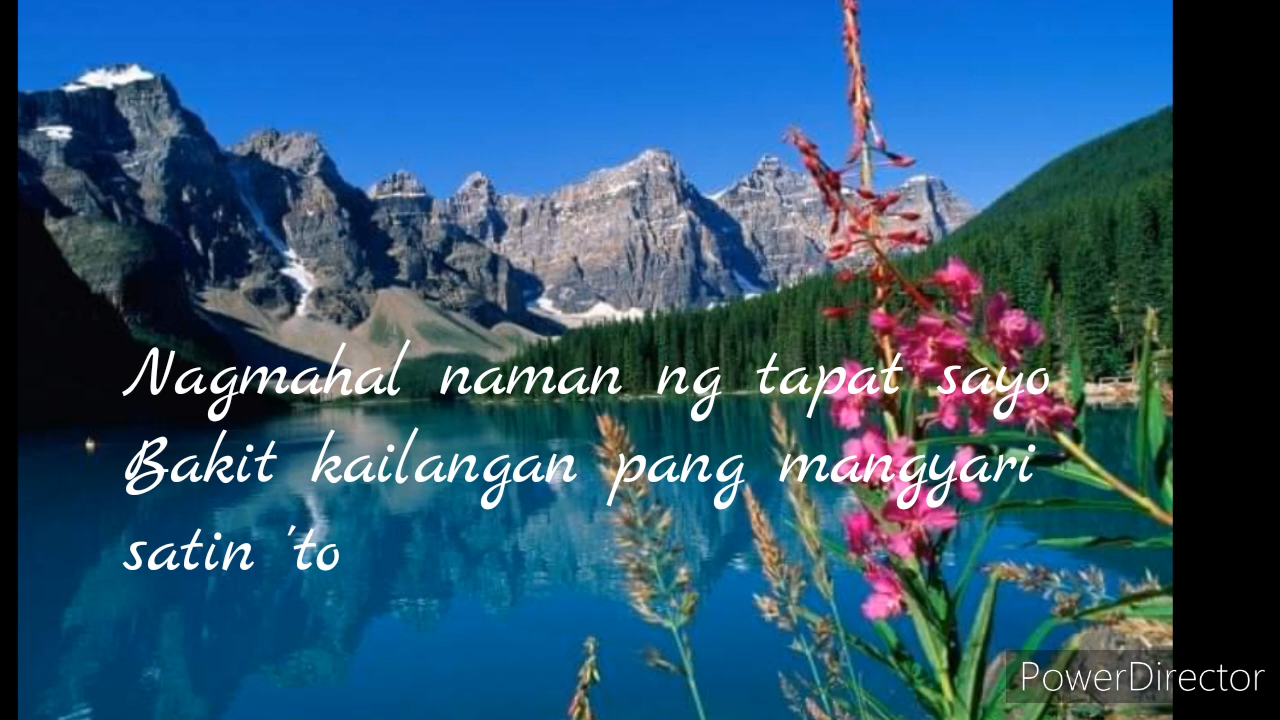 Nagmahal naman ng tapat sayo
Bakit kailangan pang mangyari
satin 'to
PowerDirector